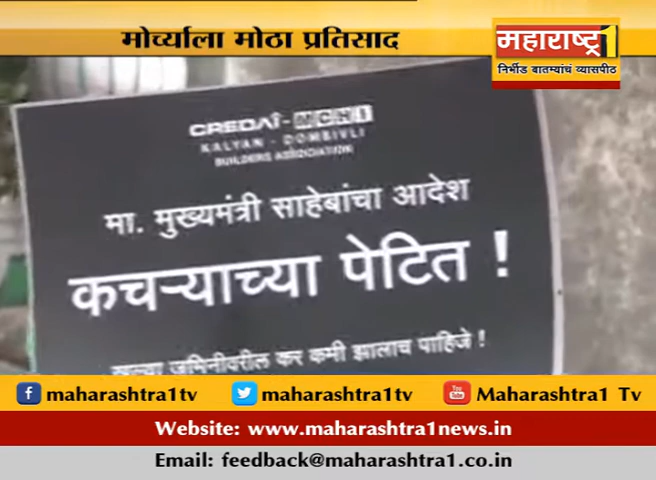 मोर्च्याला मोठा प्रतिसाद
महाराष्ट्र1
निर्भीड बातम्यांचं व्यासपीठ
CREDAI-MCHI
KALYAN - DOMBIVLI
BUILDERS ASSOCIATION
मा. मुख्यमंत्री साहेबांचा आदेश
कचऱ्याच्या पेटित !
खुल्या जमिनीवरील कर कमी झालाच पाहिजे !
maharashtra1tv
maharashtra1tv
Maharashtra1 Tv
Website: www.maharashtra1news.in
Email: feedback@maharashtra1.co.in